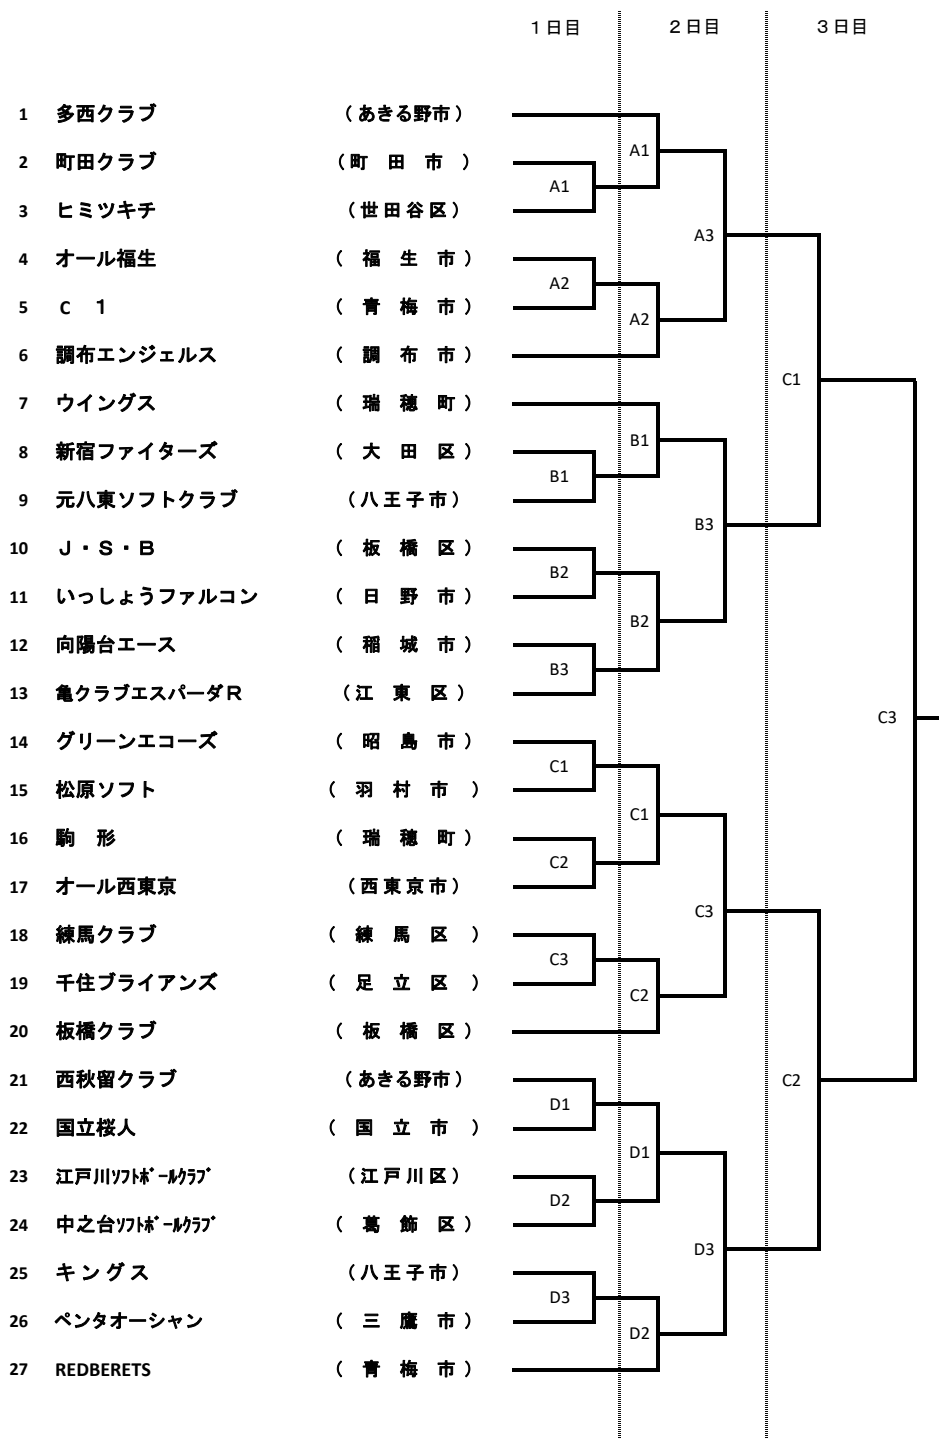 1日目 2日目 3日目
1 多西クラブ (あきる野市)
A1
2 町田クラブ (町田市)
A1
3 ヒミツキチ (世田谷区)
A3
4 オール福生 (福生市)
A2
5 C 1 (青梅市)
A2
6 調布エンジェルス (調布市)
C1
7 ウイングス (瑞穂町)
B1
8 新宿ファイターズ (大田区)
B1
9 元八東ソフトクラブ (八王子市)
B3
10 J・S・B (板橋区)
B2
11 いっしょうファルコン (日野市)
B2
12 向陽台エース (稲城市)
B3
13 亀クラブエスパーダR (江東区)
C3
14 グリーンエコーズ (昭島市)
C1
15 松原ソフト (羽村市)
C1
16 駒 形 (瑞穂町)
C2
17 オール西東京 (西東京市)
C3
18 練馬クラブ (練馬区)
C3
19 千住ブライアンズ (足立区)
C2
20 板橋クラブ (板橋区)
21 西秋留クラブ (あきる野市)
C2
D1
22 国立桜人 (国立市)
D1
23 江戸川ソフトボールクラブ (江戸川区)
D2
24 中之台ソフトボールクラブ (葛飾区)
D3
25 キングス (八王子市)
D3
26 ペンタオーシャン (三鷹市)
D2
27 REDBERETS (青梅市)